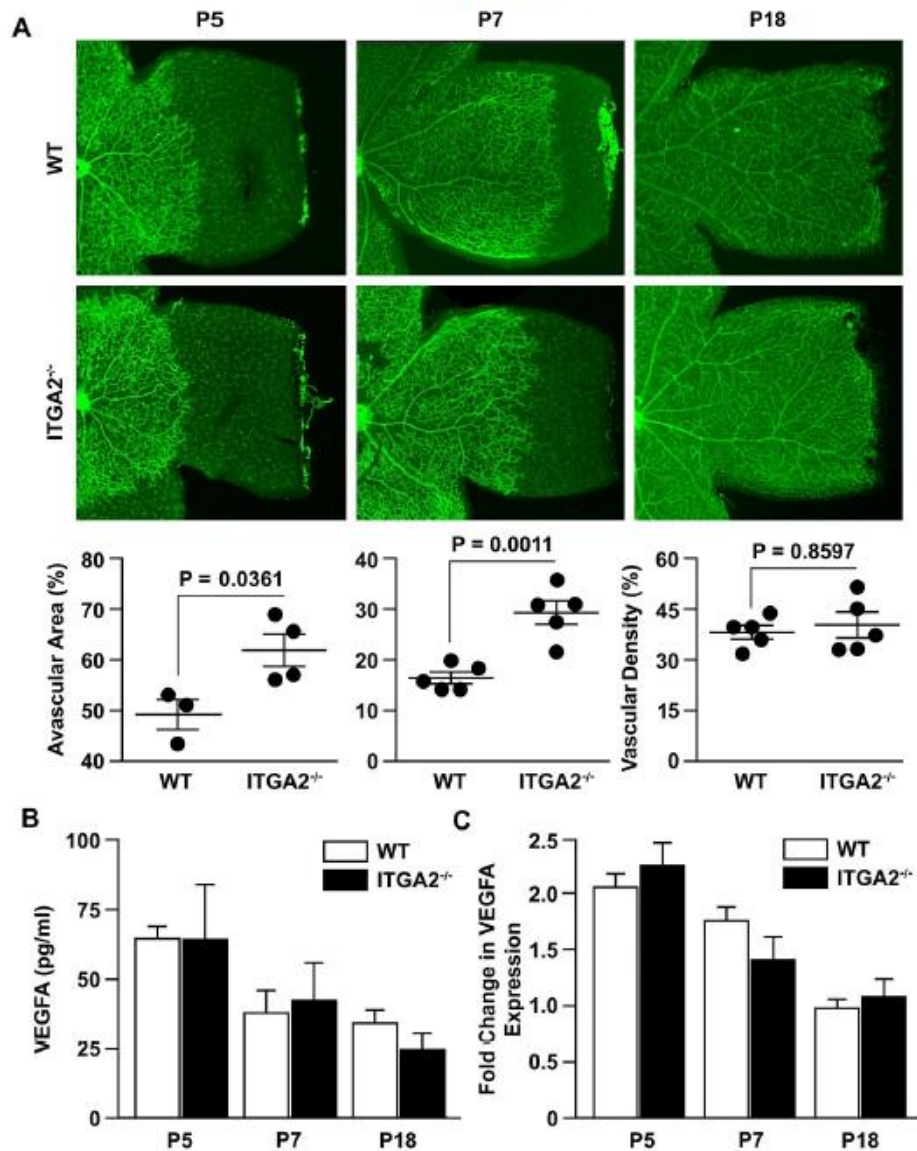 A
P5 P7 P18
WT
ITGA2-/-
Avascular Area (%)
80
70
60
50
40
P = 0.0361
WT ITGA2-/-
40
30
20
10
0
P = 0.0011
WT ITGA2-/-
Vascular Density (%)
60
45
30
15
0
P = 0.8597
WT ITGA2-/-
B
VEGFA (pg/ml)
100
75
50
25
0
WT
ITGA2-/-
P5 P7 P18
C
Fold Change in VEGFA
Expression
2.5
2.0
1.5
1.0
0.5
0
WT
ITGA2-/-
P5 P7 P18